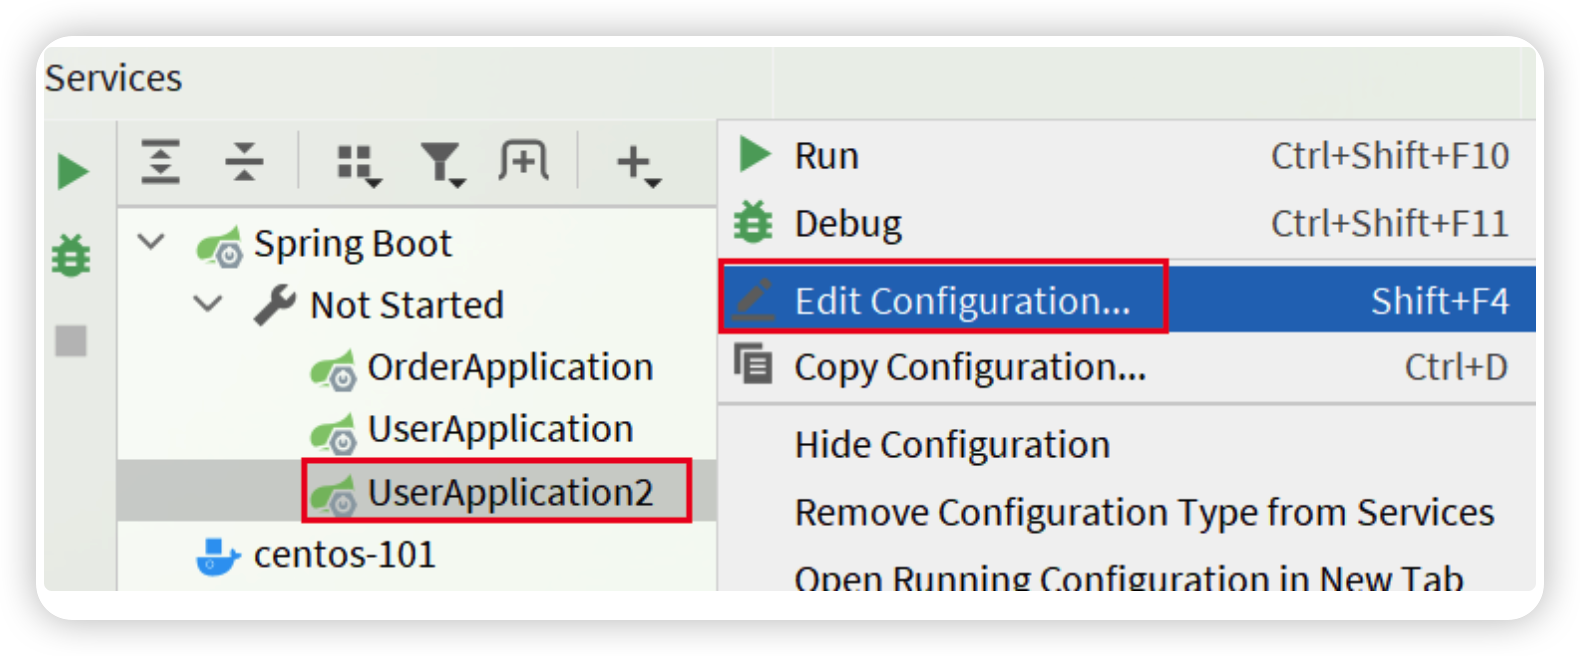 Services
Run Ctrl+Shift+F10
Debug Ctrl+Shift+F11
Edit Configuration... Shift+F4
Copy Configuration... Ctrl+D
Hide Configuration
Remove Configuration Type from Services
Open Running Configuration in New Tab
Spring Boot
Not Started
OrderApplication
UserApplication
UserApplication2
centos-101